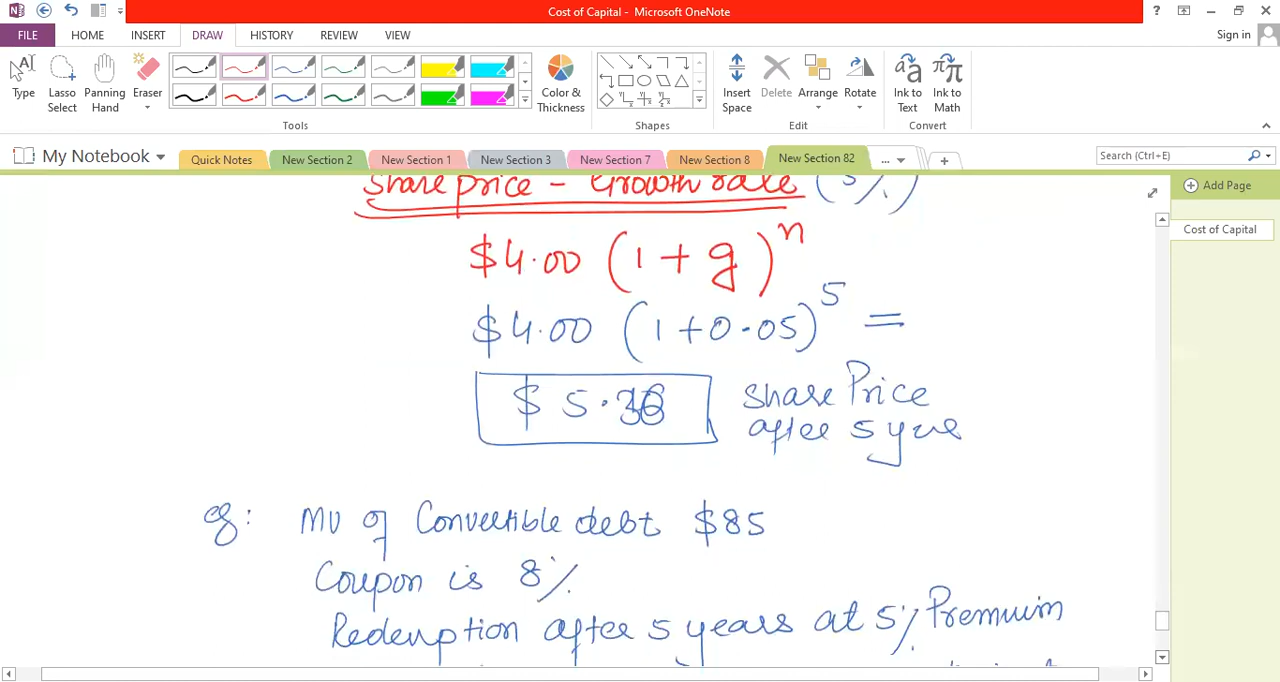 Cost of Capital - Microsoft OneNote
FILE HOME INSERT DRAW HISTORY REVIEW VIEW
Sign in
Type
Lasso Select
Panning Hand
Eraser
Color & Thickness
Insert Space
Delete
Arrange
Rotate
Ink to Text
Ink to Math
Tools
Shapes
Edit
Convert
My Notebook
Quick Notes
New Section 2
New Section 1
New Section 3
New Section 7
New Section 8
New Section 82
...
Search (Ctrl+E)
Add Page
Cost of Capital
Share price - Growth rate (5%)
$4.00 (1 + g)^n
$4.00 (1+0.05)^5 =
$ 5.
Share Price
after 5
eg: MV of Convertible debt $85
Coupon is 8%
Redemption after 5 years at 5% Premuim